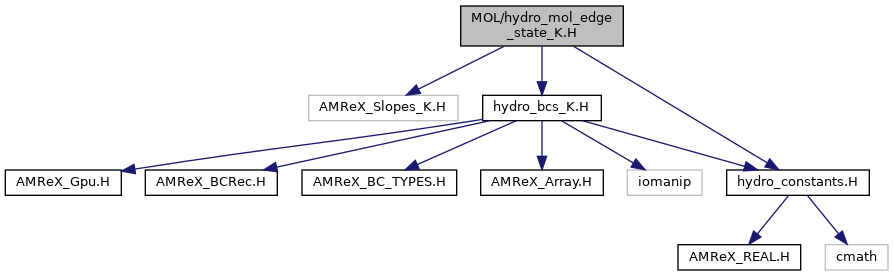 MOL/hydro_mol_edge
_state_K.H
AMReX_Slopes_K.H
hydro_bcs_K.H
AMReX_Gpu.H
AMReX_BCRec.H
AMReX_BC_TYPES.H
AMReX_Array.H
iomanip
hydro_constants.H
AMReX_REAL.H
cmath